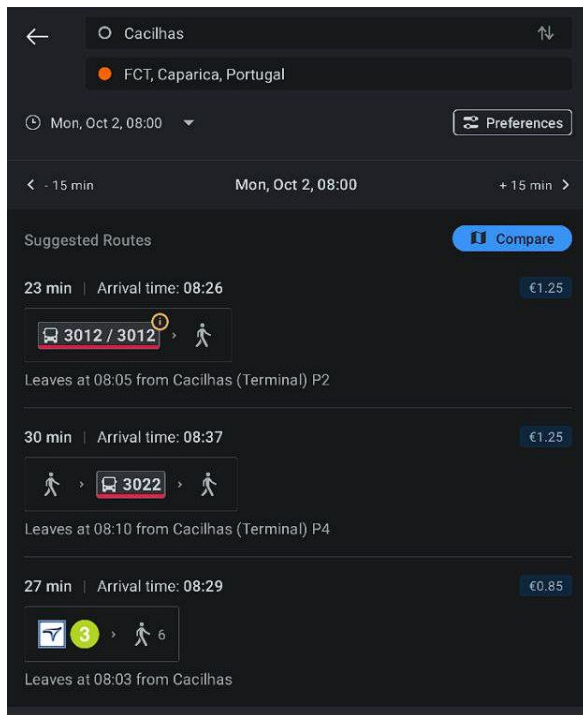 Cacilhas
FCT, Caparica, Portugal
Mon, Oct 2, 08:00
Preferences
- 15 min
Mon, Oct 2, 08:00
+ 15 min
Suggested Routes
Compare
23 min | Arrival time: 08:26
€1.25
3012 / 3012
Leaves at 08:05 from Cacilhas (Terminal) P2
30 min | Arrival time: 08:37
€1.25
3022
Leaves at 08:10 from Cacilhas (Terminal) P4
27 min | Arrival time: 08:29
€0.85
3
6
Leaves at 08:03 from Cacilhas